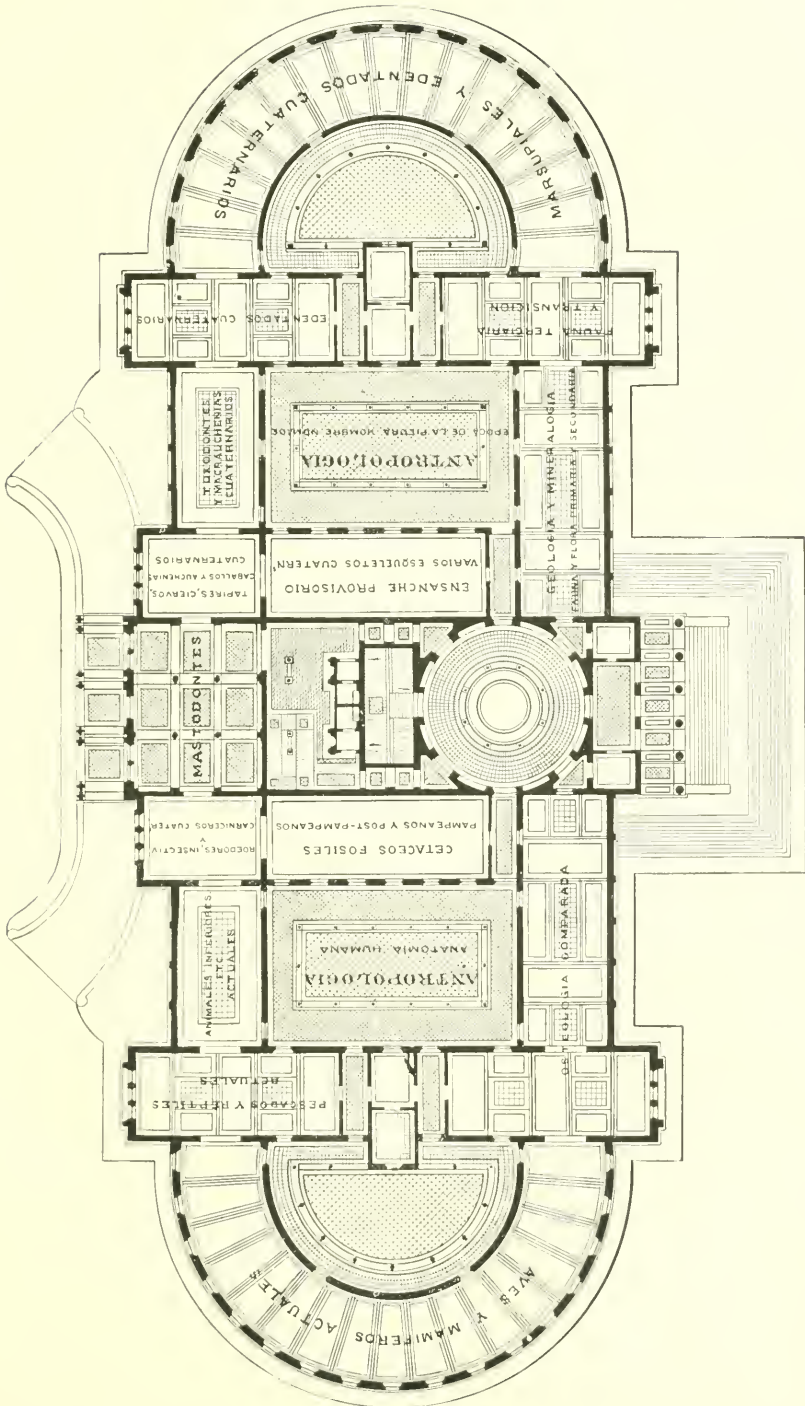 MARSUPIALES Y EDENTADOS CUATERNARIOS
EDENTADOS CUATERNARIOS
FAUNA TERCIARIA
Y TRANSICION
TOXODONTES
Y MACRAUCHENIAS
CUATERNARIOS
ANTROPOLOGIA
EPOCA DE LA PIEDRA, HOMBRE NOMADE
GEOLOGIA Y MINERALOGIA
FAUNA Y FLORA PRIMARIA Y SECUNDARIA
TAPIRES, CIERVOS,
CABALLOS Y AUCHENIAS
CUATERNARIOS
ENSANCHE PROVISORIO
VARIOS ESQUELETOS CUATERNS
MASTODONTES
ROEDORES, INSECTIV.
Y
CARNICEROS CUATER.
CETACEOS FOSILES
PAMPEANOS Y POST-PAMPEANOS
ANIMALES INFERIORES
ETC.
ACTUALES
ANTROPOLOGIA
ANATOMÍA HUMANA
OSTEOLOGIA COMPARADA
PESCADOS Y REPTILES
ACTUALES
AVES Y MAMIFEROS ACTUALES